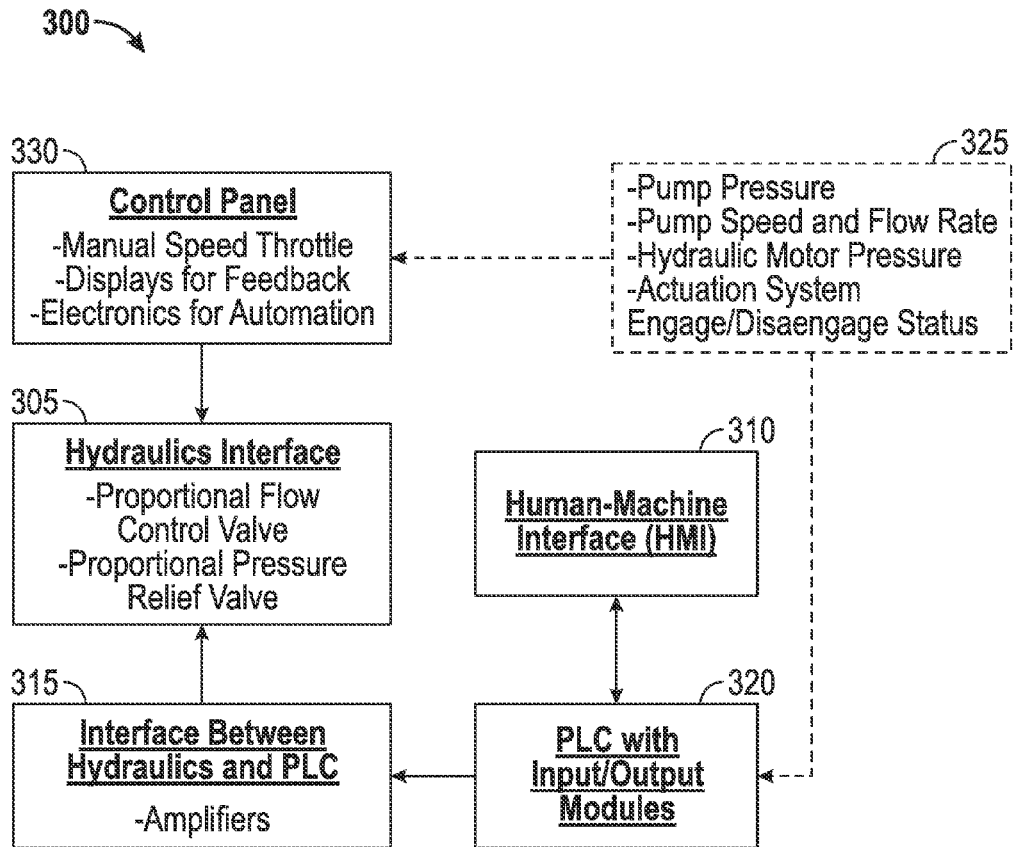 300
330
Control Panel
-Manual Speed Throttle
-Displays for Feedback
-Electronics for Automation
325
-Pump Pressure
-Pump Speed and Flow Rate
-Hydraulic Motor Pressure
-Actuation System
Engage/Disaengage Status
305
Hydraulics Interface
-Proportional Flow
Control Valve
-Proportional Pressure
Relief Valve
310
Human-Machine
Interface (HMI)
315
Interface Between
Hydraulics and PLC
-Amplifiers
320
PLC with
Input/Output
Modules